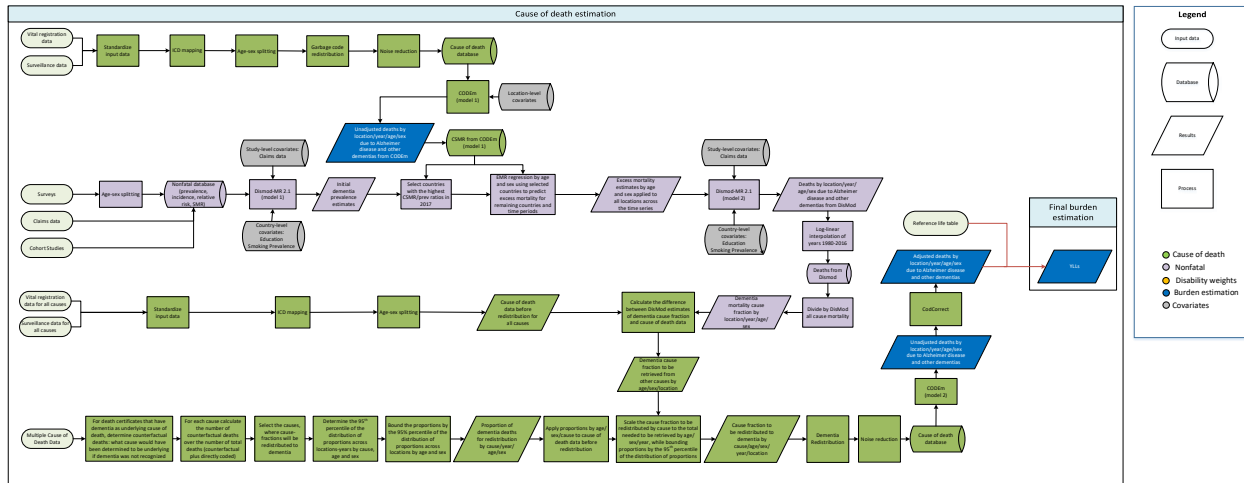 Cause of death estimation
Vital registration
data
Surveillance data
Standardize
input data
ICD mapping
Age-sex splitting
Garbage code
redistribution
Noise reduction
Cause of death
database
CODEm
(model 1)
Location-level
covariates
Unadjusted deaths by
location/year/age/sex
due to Alzheimer
disease and other
dementias from CODEm
CSMR from CODEm
(model 1)
Surveys
Claims data
Cohort Studies
Age-sex splitting
Nonfatal database
(prevalence,
incidence, relative
risk, SMR)
Study-level covariates:
Claims data
Dismod-MR 2.1
(model 1)
Country-level
covariates:
Education
Smoking Prevalence
Initial
dementia
prevalence
estimates
Select countries
with the highest
CSMR/prev ratios in
2017
EMR regression by age
and sex using selected
countries to predict
excess mortality for
remaining countries and
time periods
Excess mortality
estimates by age and
sex applied to all
locations across the
time series
Study-level covariates:
Claims data
Dismod-MR 2.1
(model 2)
Country-level
covariates:
Education
Smoking Prevalence
Deaths by location/year/
age/sex due to Alzheimer
disease and other
dementias from DisMod
Log-linear
interpolation of
years 1980-2016
Deaths from
Dismod
Divide by DisMod
all cause mortality
Dementia
mortality cause
fraction by
location/year/age/
sex
Vital registration
data for all causes
Surveillance data for
all causes
Standardize
input data
ICD mapping
Age-sex splitting
Cause of death
data before
redistribution for
all causes
Calculate the difference
between DisMod estimates
of dementia cause fraction
and cause of death data
Dementia cause
fraction to be
retrieved from
other causes by
age/sex/location
Multiple Cause of
Death Data
For death certificates that have
dementia as underlying cause of
death, determine counterfactual
deaths: what cause would have
been determined to be underlying
if dementia was not recognized
For each cause calculate the
number of
counterfactual deaths
over the number of total
deaths (counterfactual
plus directly coded)
Select the causes,
where cause-
fractions will be
redistributed to
dementia
Determine the 95th
percentile of the
distribution of
proportions across
locations-years by cause,
age and sex
Bound the proportions by
the 95% percentile of the
distribution of
proportions across
locations by age and sex
Proportion of
dementia deaths for
redistribution by
cause/year/
age/sex
Apply proportions by age/
sex/cause to cause of
death data before
redistribution
Scale the cause fraction to be
redistributed by cause to the total
needed to be retrieved by age/
sex/year, while bounding
proportions by the 95th percentile
of the distribution of proportions
Cause fraction
to be
redistributed to
dementia by
cause/age/sex/
year/location
Dementia
Redistribution
Noise reduction
Cause of death
database
CODEm
(model 2)
Unadjusted deaths by
location/year/age/sex
due to Alzheimer disease
and other dementias
CodCorrect
Adjusted deaths by
location/year/age/sex
due to Alzheimer disease
and other dementias
Reference life table
Final burden
estimation
YLLs
Legend
Input data
Database
Results
Process
Cause of death
Nonfatal
Disability weights
Burden estimation
Covariates